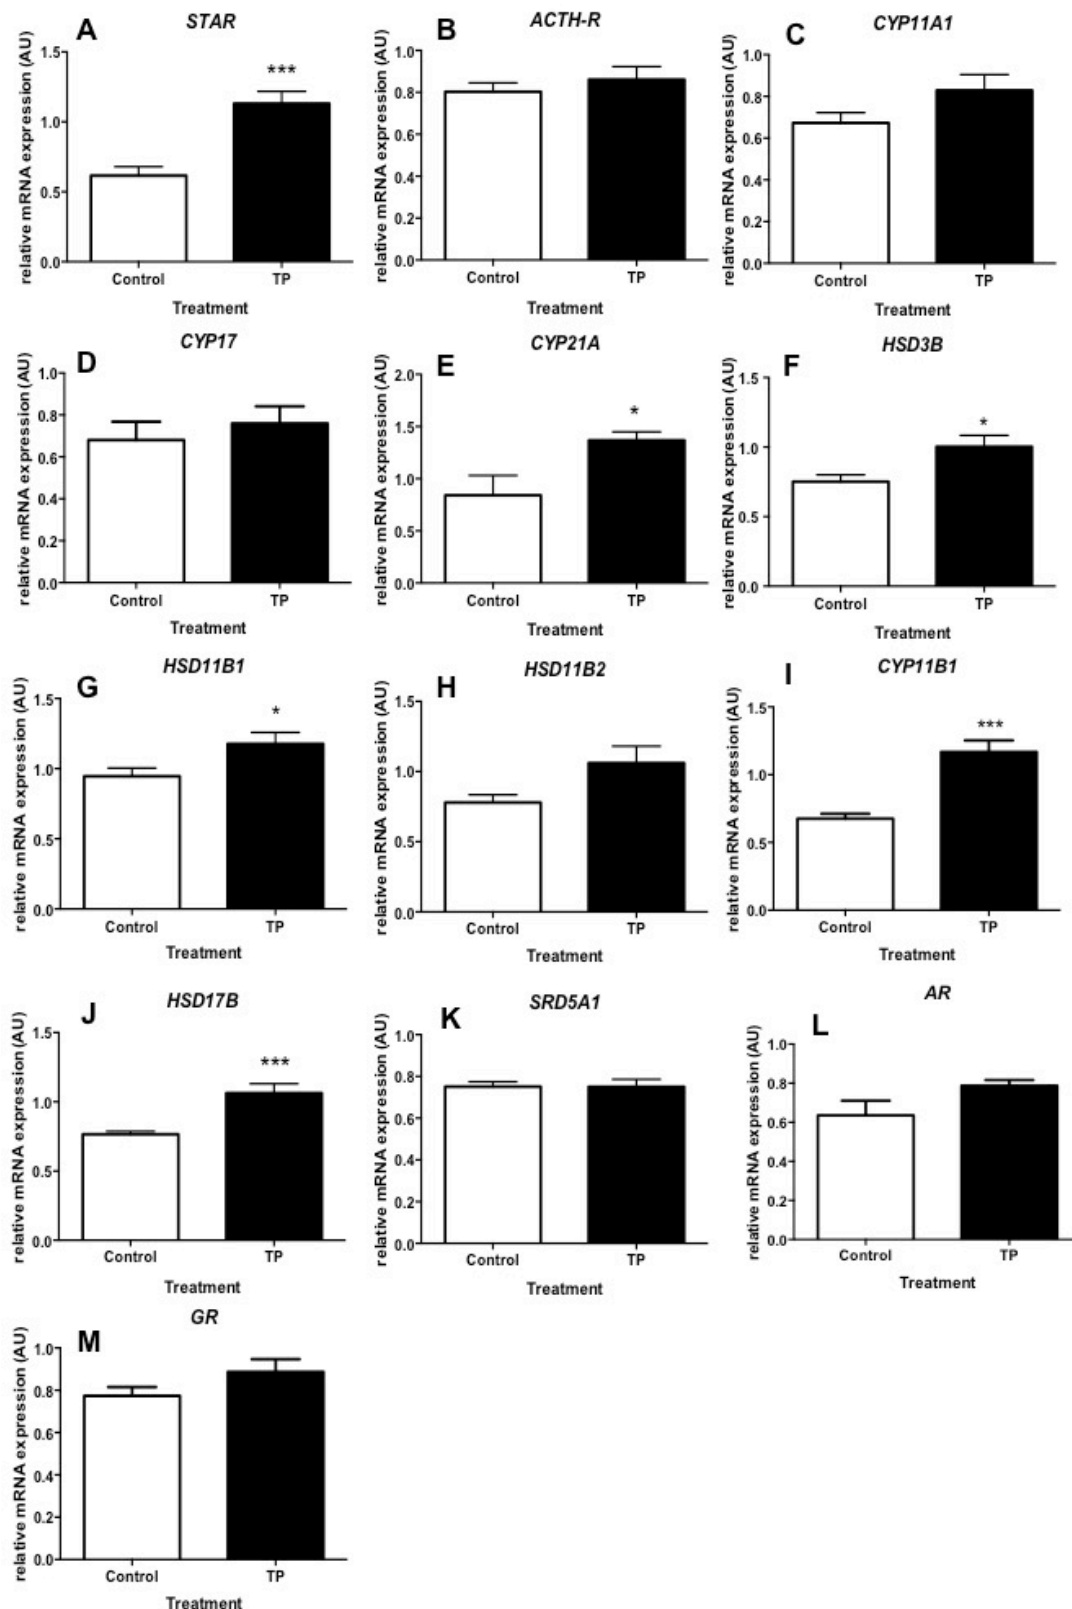 A
STAR
relative mRNA expression (AU)
1.5
1.0
0.5
0.0
***
Control
TP
Treatment
B
ACTH-R
relative mRNA expression (AU)
1.0
0.8
0.6
0.4
0.2
0.0
Control
TP
Treatment
C
CYP11A1
relative mRNA expression (AU)
1.0
0.8
0.6
0.4
0.2
0.0
Control
TP
Treatment
D
CYP17
relative mRNA expression (AU)
1.0
0.8
0.6
0.4
0.2
0.0
Control
TP
Treatment
E
CYP21A
relative mRNA expression (AU)
2.0
1.5
1.0
0.5
0.0
*
Control
TP
Treatment
F
HSD3B
relative mRNA expression (AU)
1.5
1.0
0.5
0.0
*
Control
TP
Treatment
G
HSD11B1
relative mRNA expression (AU)
1.5
1.0
0.5
0.0
*
Control
TP
Treatment
H
HSD11B2
relative mRNA expression (AU)
1.5
1.0
0.5
0.0
Control
TP
Treatment
I
CYP11B1
relative mRNA expression (AU)
1.5
1.0
0.5
0.0
***
Control
TP
Treatment
J
HSD17B
relative mRNA expression (AU)
1.5
1.0
0.5
0.0
***
Control
TP
Treatment
K
SRD5A1
relative mRNA expression (AU)
1.0
0.8
0.6
0.4
0.2
0.0
Control
TP
Treatment
L
AR
relative mRNA expression (AU)
1.0
0.8
0.6
0.4
0.2
0.0
Control
TP
Treatment
M
GR
relative mRNA expression (AU)
1.0
0.8
0.6
0.4
0.2
0.0
Control
TP
Treatment